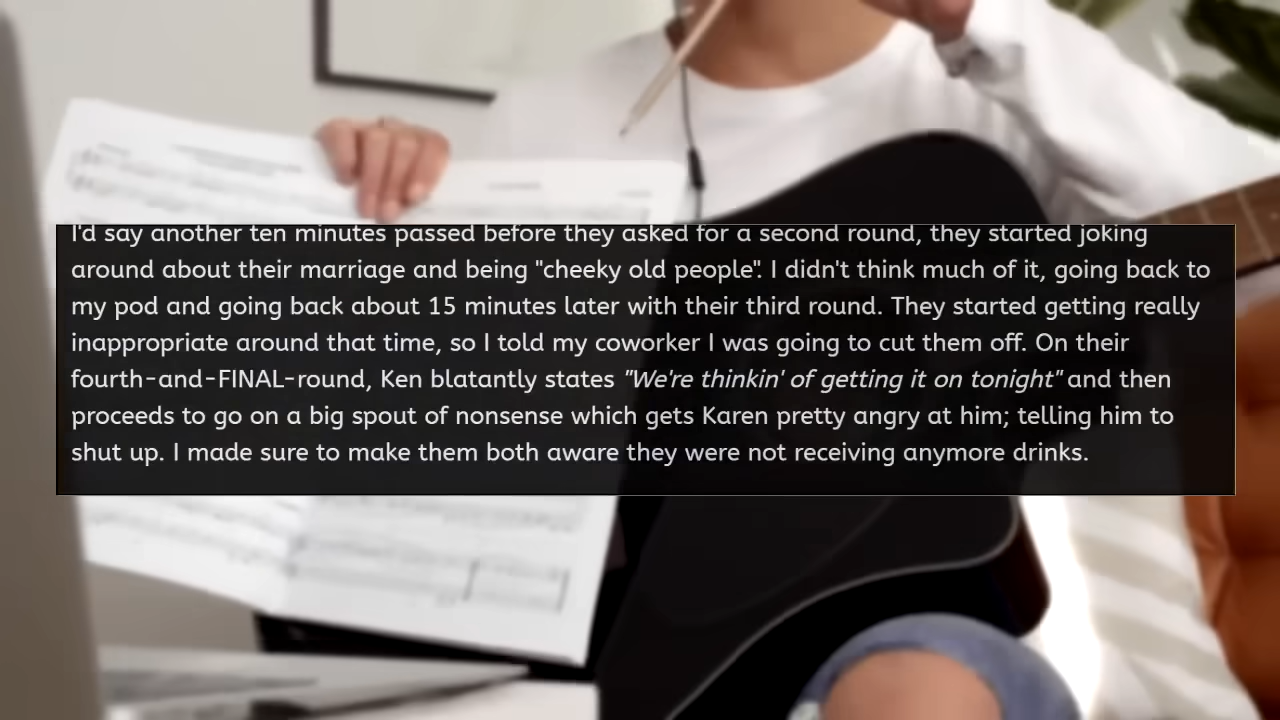 I'd say another ten minutes passed before they asked for a second round, they started joking
around about their marriage and being "cheeky old people". I didn't think much of it, going back to
my pod and going back about 15 minutes later with their third round. They started getting really
inappropriate around that time, so I told my coworker I was going to cut them off. On their
fourth-and-FINAL-round, Ken blatantly states "We're thinkin' of getting it on tonight" and then
proceeds to go on a big spout of nonsense which gets Karen pretty angry at him; telling him to
shut up. I made sure to make them both aware they were not receiving anymore drinks.